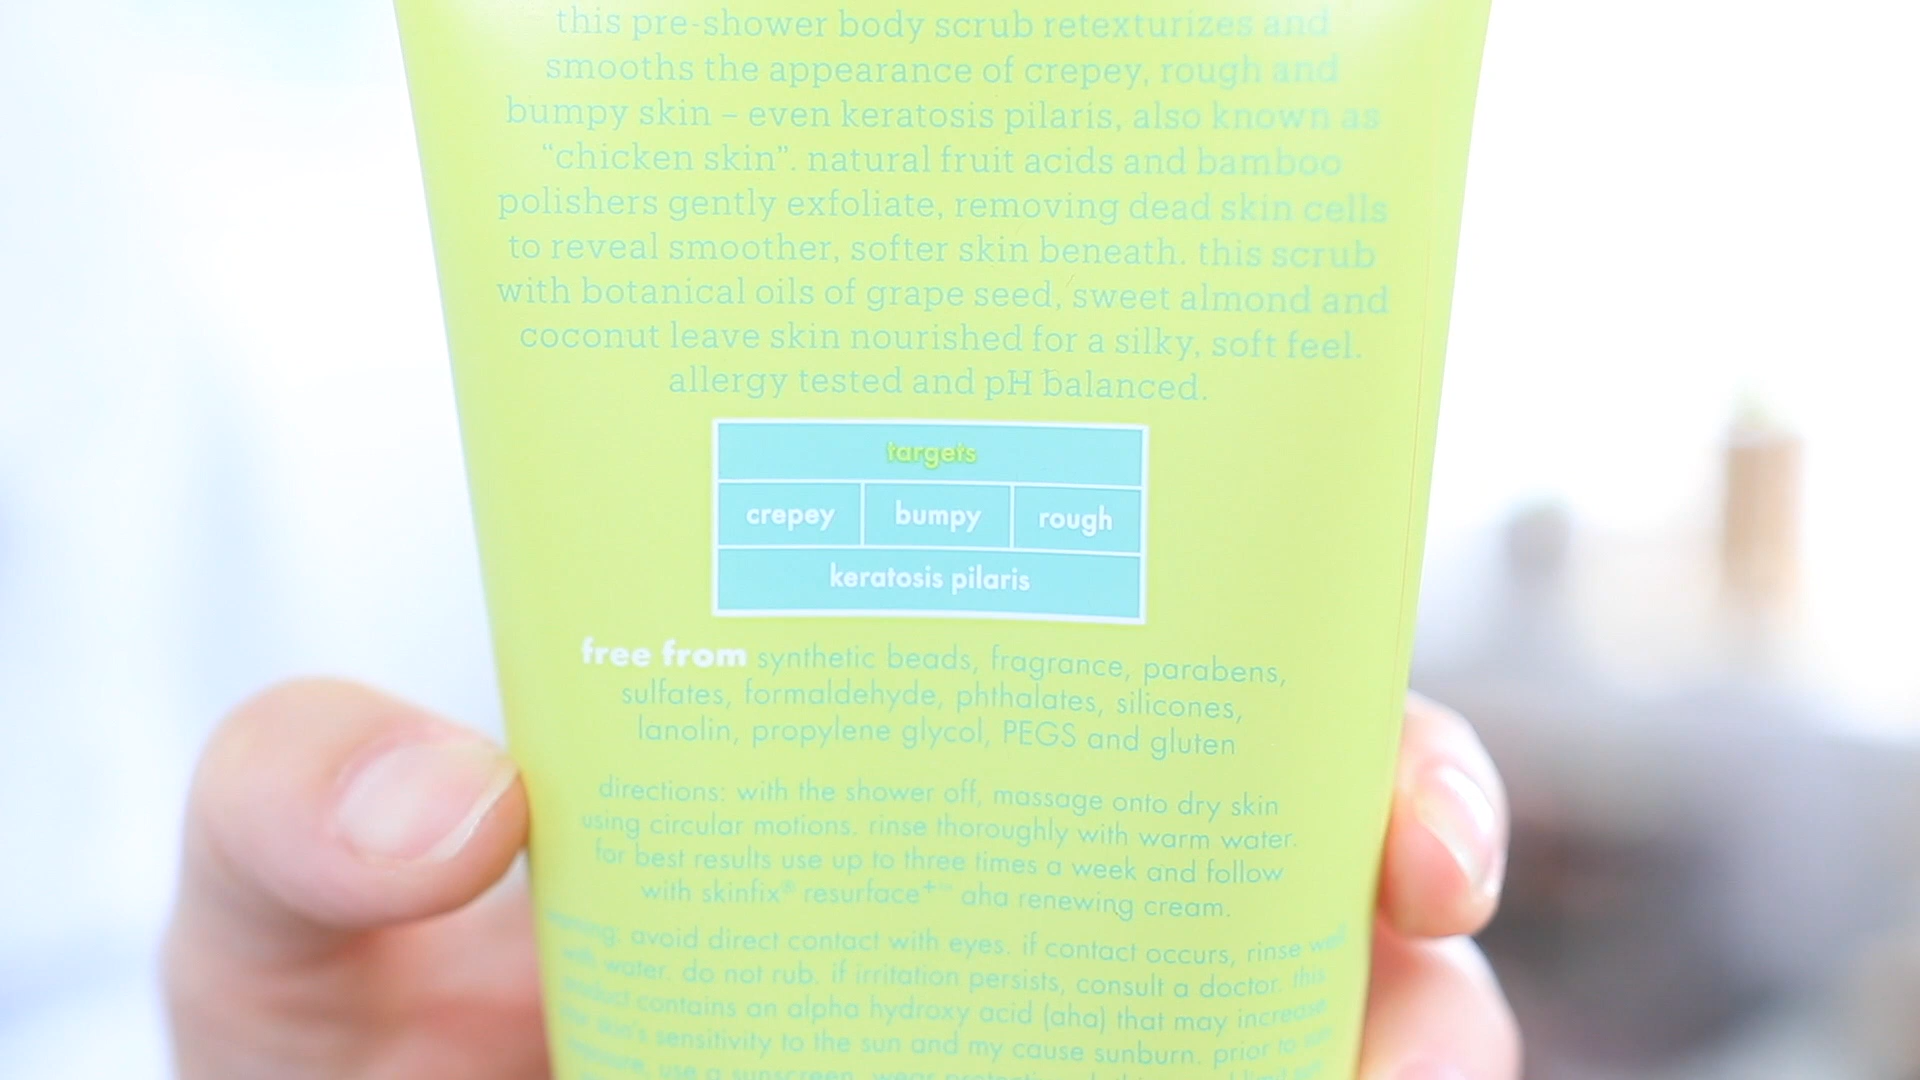 this pre-shower body scrub retexturizes and
smooths the appearance of crepey, rough and
bumpy skin – even keratosis pilaris, also known as
“chicken skin”. natural fruit acids and bamboo
polishers gently exfoliate, removing dead skin cells
to reveal smoother, softer skin beneath. this scrub
with botanical oils of grape seed, sweet almond and
coconut leave skin nourished for a silky, soft feel.
allergy tested and pH balanced.
targets
crepey bumpy rough
keratosis pilaris
free from synthetic beads, fragrance, parabens,
sulfates, formaldehyde, phthalates, silicones,
lanolin, propylene glycol, PEGS and gluten
directions: with the shower off, massage onto dry skin
using circular motions. rinse thoroughly with warm water.
for best results use up to three times a week and follow
with skinfix® resurface+™ aha renewing cream.
warning: avoid direct contact with eyes. if contact occurs, rinse well
with water. do not rub. if irritation persists, consult a doctor. this
product contains an alpha hydroxy acid (aha) that may increase
your skin's sensitivity to the sun and my cause sunburn. prior to sun
exposure, use a sunscreen, wear